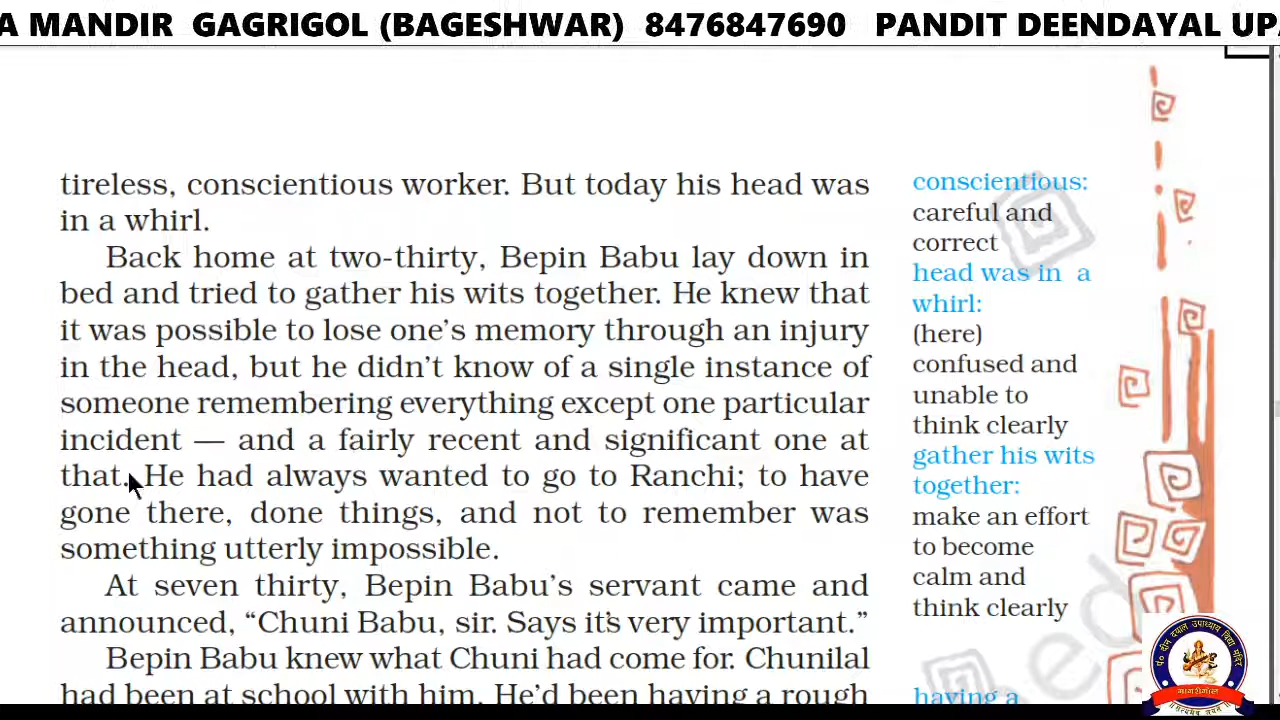 A MANDIR GAGRIGOL (BAGESHWAR) 8476847690 PANDIT DEENDAYAL UPA
tireless, conscientious worker. But today his head was
in a whirl.
Back home at two-thirty, Bepin Babu lay down in
bed and tried to gather his wits together. He knew that
it was possible to lose one's memory through an injury
in the head, but he didn't know of a single instance of
someone remembering everything except one particular
incident — and a fairly recent and significant one at
that. He had always wanted to go to Ranchi; to have
gone there, done things, and not to remember was
something utterly impossible.
At seven thirty, Bepin Babu's servant came and
announced, “Chuni Babu, sir. Says it's very important.”
Bepin Babu knew what Chuni had come for. Chunilal
had been at school with him. He'd been having a rough
conscientious:
careful and
correct
head was in a
whirl:
(here)
confused and
unable to
think clearly
gather his wits
together:
make an effort
to become
calm and
think clearly
having a
पं० दीन दयाल उपाध्याय विद्या मंदिर
गागरीगोल